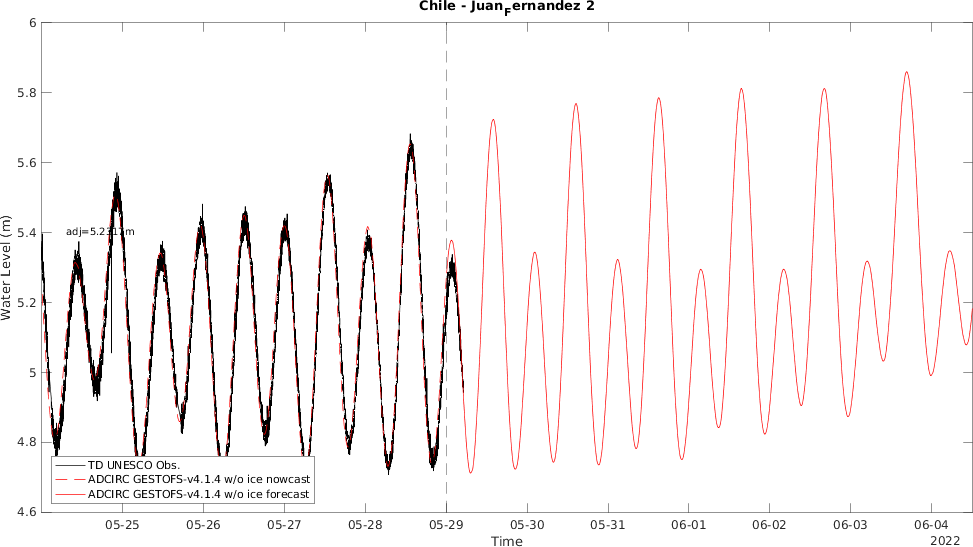 Chile - JuanFernandez 2
6
5.8
5.6
5.4
5.2
5
4.8
4.6
Water Level (m)
adj=5.2317m
TD UNESCO Obs.
ADCIRC GESTOFS-v4.1.4 w/o ice nowcast
ADCIRC GESTOFS-v4.1.4 w/o ice forecast
05-25 05-26 05-27 05-28 05-29 05-30 05-31 06-01 06-02 06-03 06-04
Time
2022